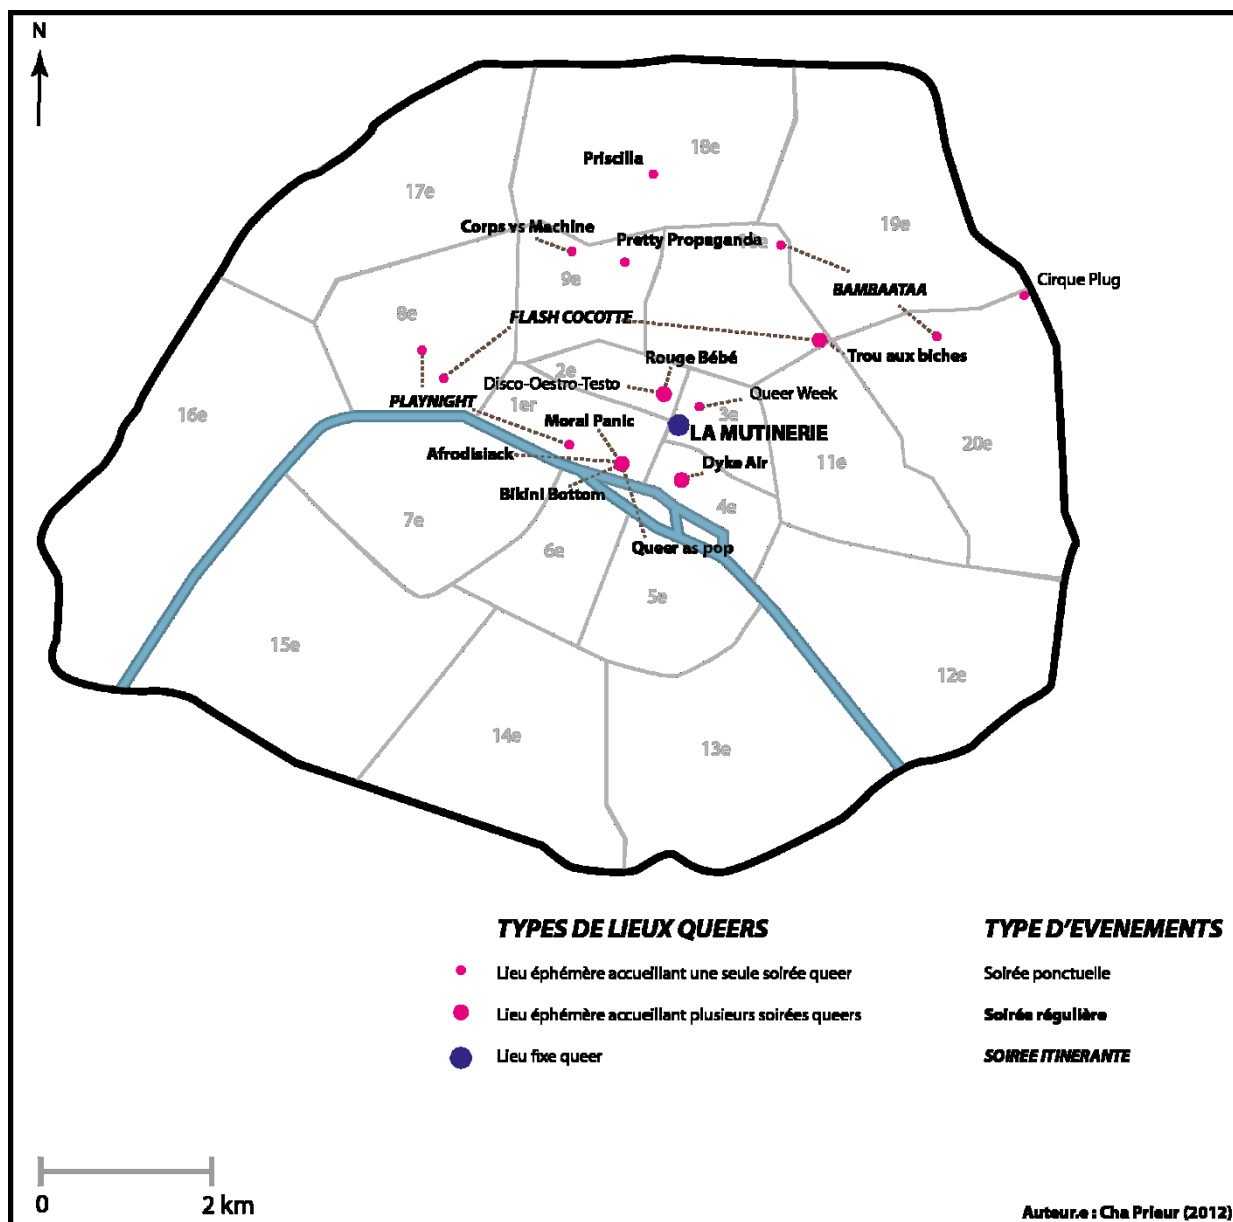 N
18e
Priscilla
17e
19e
Corps vs Machine
Pretty Propaganda
10e
9e
Cirque Plug
BAMBAATAA
8e
FLASH COCOTTE
Trou aux biches
Rouge Bébé
2e
Disco-Oestro-Testo
Queer Week
PLAYNIGHT
1er
3e
16e
Moral Panic
LA MUTINERIE
20e
Afrodisiack
Dyke Air
11e
Bikini Bottom
4e
7e
6e
Queer as pop
5e
15e
12e
14e
13e
TYPES DE LIEUX QUEERS
Lieu éphémère accueillant une seule soirée queer
Lieu éphémère accueillant plusieurs soirées queers
Lieu fixe queer
TYPE D'EVENEMENTS
Soirée ponctuelle
Soirée régulière
SOIREE ITINERANTE
0
2 km
Auteur.e : Cha Prieur (2012)